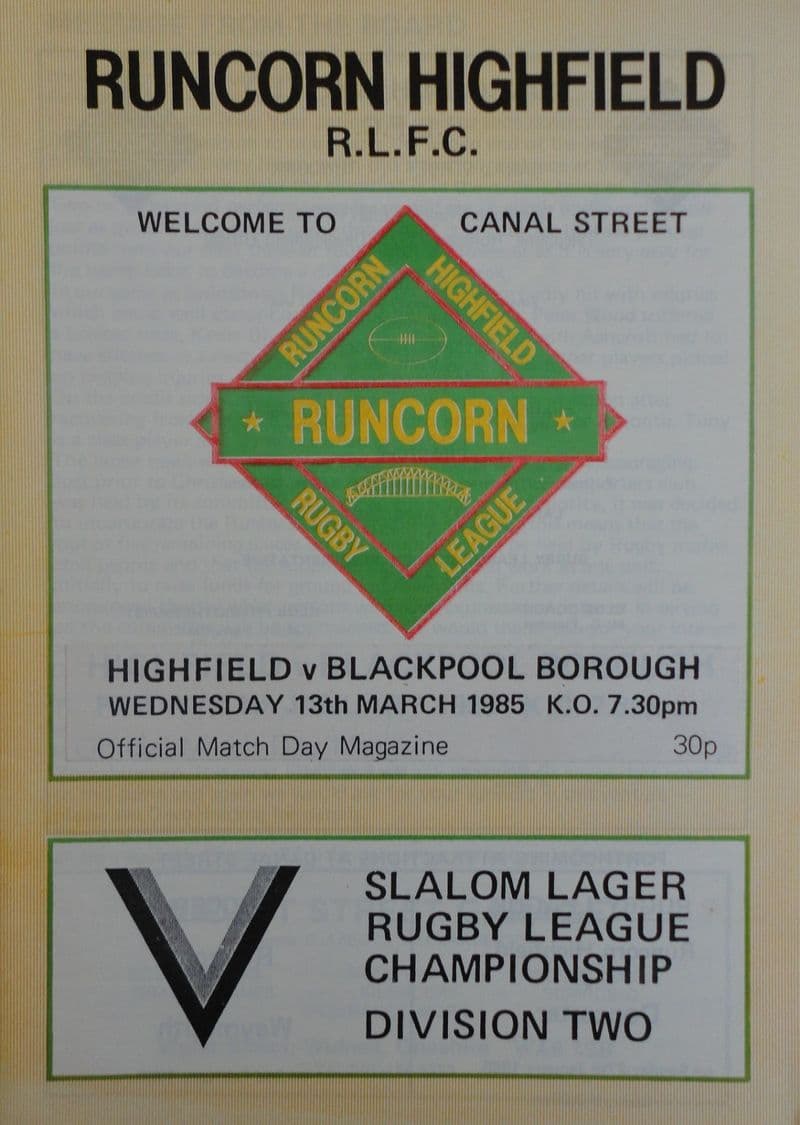 RUNCORN HIGHFIELD
R.L.F.C.
WELCOME TO CANAL STREET
RUNCORN HIGHFIELD
RUNCORN
RUGBY LEAGUE
HIGHFIELD v BLACKPOOL BOROUGH
WEDNESDAY 13th MARCH 1985 K.O. 7.30pm
Official Match Day Magazine 30p
SLALOM LAGER
RUGBY LEAGUE
CHAMPIONSHIP
DIVISION TWO